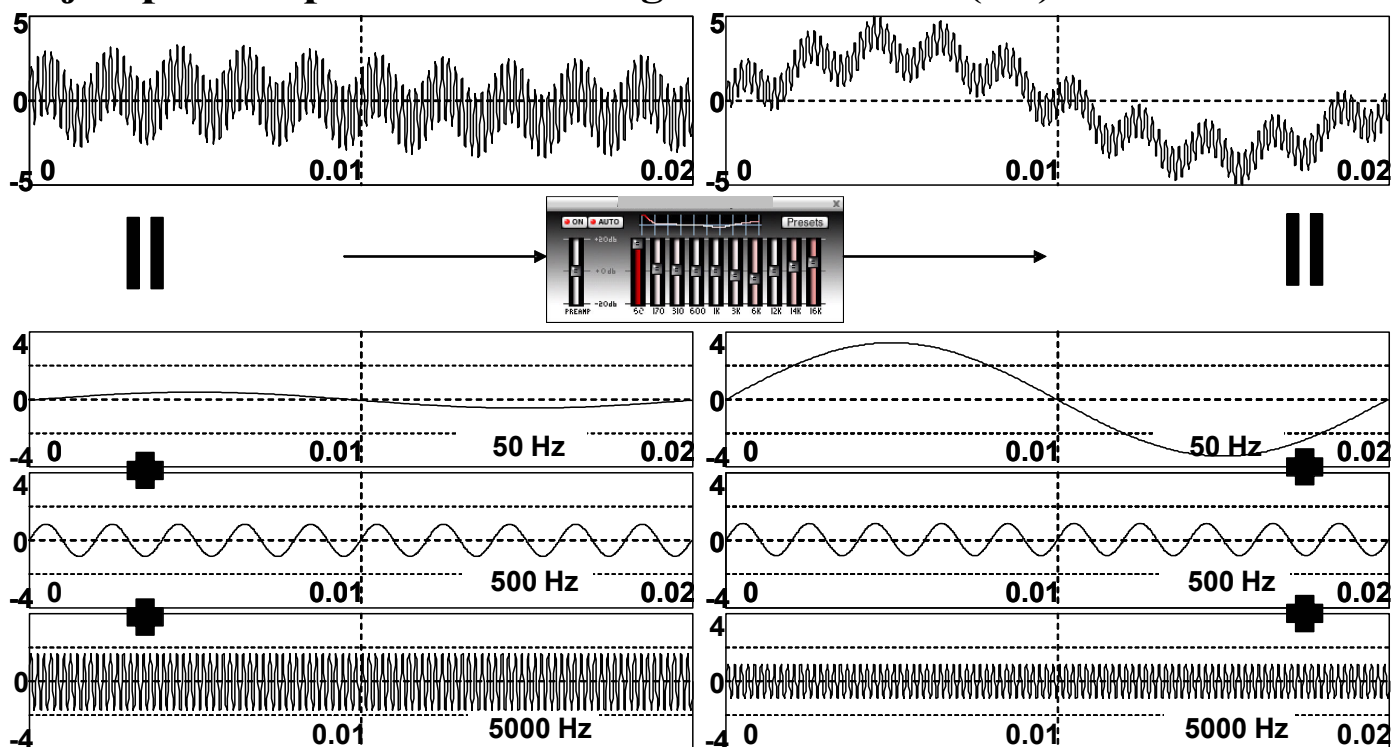 5 5
0 0
-5 0 0.01 0.02 -5 0 0.01 0.02
ON AUTO Presets
+20db
+0db
-20db
PREAMP 170 310 600 1K 3K 6K 12K 14K 16K
4 4
0 0
-4 0 0.01 50 Hz 0.02 -4 0 0.01 50 Hz 0.02
4 4
0 0
-4 0 0.01 500 Hz 0.02 -4 0 0.01 500 Hz 0.02
4 4
0 0
-4 0.01 5000 Hz -4 0 0.01 5000 Hz 0.02